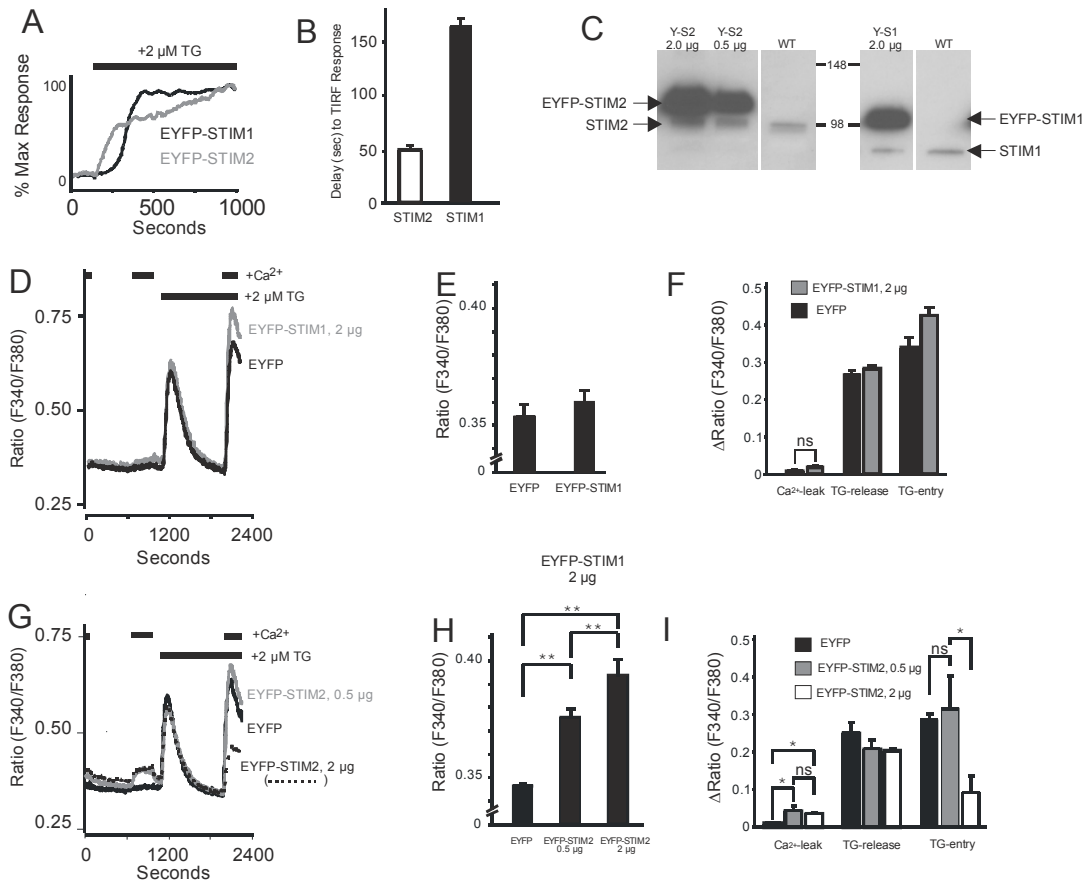 A
+2 µM TG
% Max Response
100
0
EYFP-STIM1
EYFP-STIM2
0
500
1000
Seconds
B
Delay (sec) to TIRF Response
150
100
50
0
STIM2
STIM1
C
Y-S2
2.0 µg
Y-S2
0.5 µg
WT
Y-S1
2.0 µg
WT
148
98
EYFP-STIM2
STIM2
EYFP-STIM1
STIM1
D
+Ca2+
+2 µM TG
Ratio (F340/F380)
0.75
0.50
0.25
EYFP-STIM1, 2 µg
EYFP
0
1200
2400
Seconds
E
Ratio (F340/F380)
0.40
0.35
0
EYFP
EYFP-STIM1
F
EYFP-STIM1, 2 µg
EYFP
ΔRatio (F340/F380)
0.5
0.4
0.3
0.2
0.1
0
ns
Ca2+-leak
TG-release
TG-entry
G
+Ca2+
+2 µM TG
Ratio (F340/F380)
0.75
0.50
0.25
EYFP-STIM2, 0.5 µg
EYFP
EYFP-STIM2, 2 µg
( )
0
1200
2400
Seconds
EYFP-STIM1
2 µg
H
**
**
**
Ratio (F340/F380)
0.40
0.35
0
EYFP
EYFP-STIM2
0.5 µg
EYFP-STIM2
2 µg
I
EYFP
EYFP-STIM2, 0.5 µg
EYFP-STIM2, 2 µg
ΔRatio (F340/F380)
0.5
0.4
0.3
0.2
0.1
0
*
*
ns
ns
*
Ca2+-leak
TG-release
TG-entry